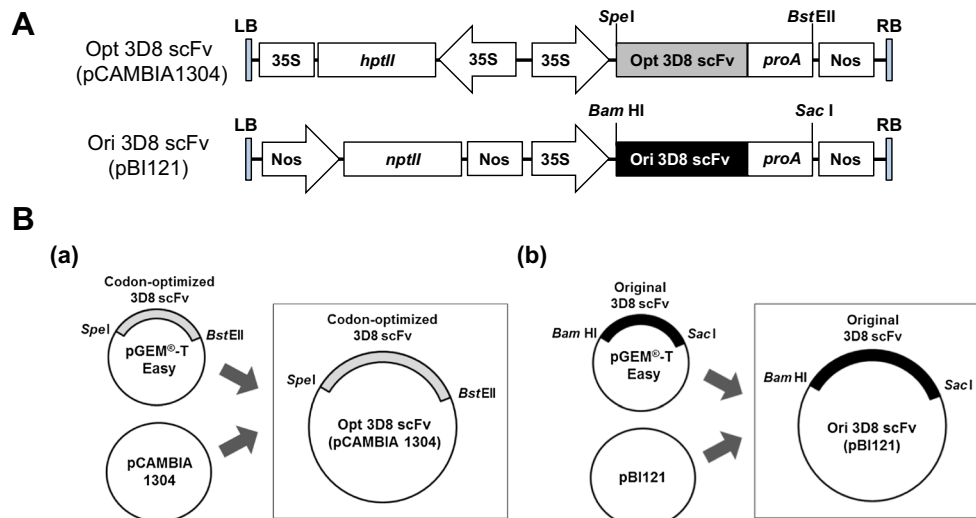 A
Opt 3D8 scFv
(pCAMBIA1304)
LB
SpeI
BstEII
RB
35S
hptII
35S
35S
Opt 3D8 scFv
proA
Nos
Ori 3D8 scFv
(pBI121)
LB
Bam HI
Sac I
RB
Nos
nptII
Nos
35S
Ori 3D8 scFv
proA
Nos
B
(a)
Codon-optimized
3D8 scFv
SpeI
BstEII
pGEM®-T
Easy
pCAMBIA
1304
Codon-optimized
3D8 scFv
SpeI
BstEII
Opt 3D8 scFv
(pCAMBIA 1304)
(b)
Original
3D8 scFv
Bam HI
Sac I
pGEM®-T
Easy
pBI121
Original
3D8 scFv
Bam HI
Sac I
Ori 3D8 scFv
(pBI121)